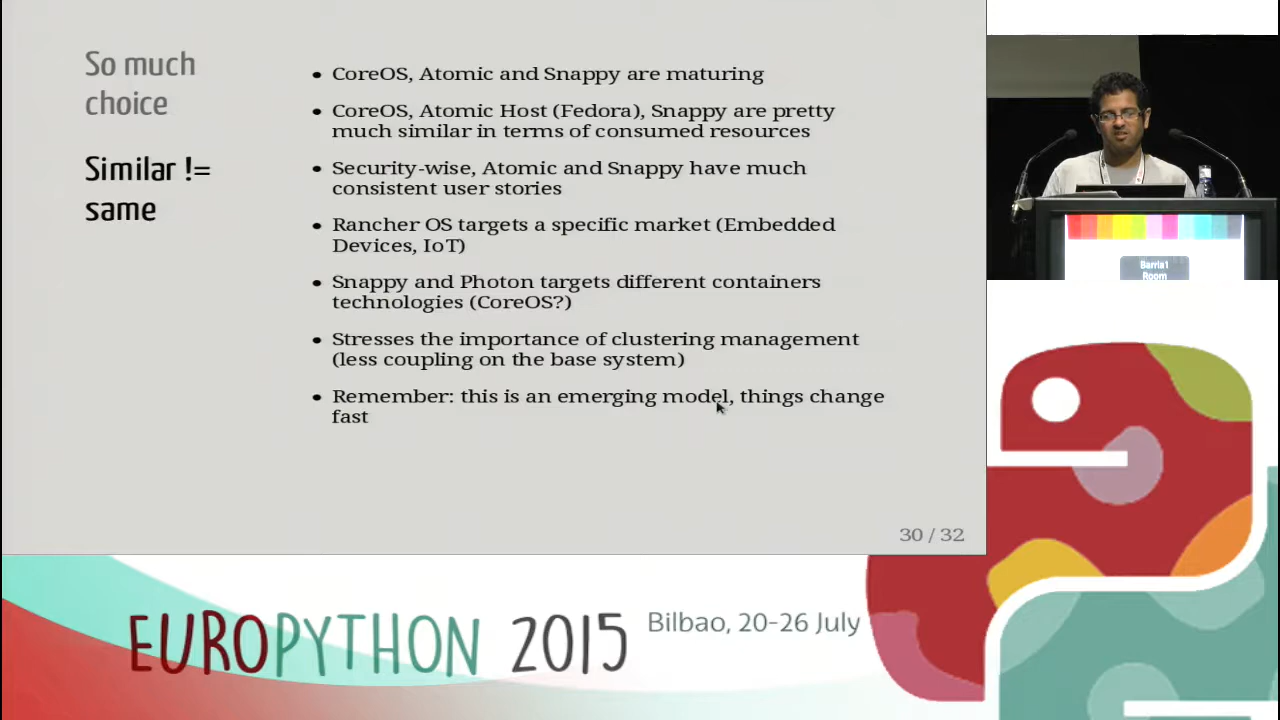 So much
choice
Similar !=
same
• CoreOS, Atomic and Snappy are maturing
• CoreOS, Atomic Host (Fedora), Snappy are pretty
much similar in terms of consumed resources
• Security-wise, Atomic and Snappy have much
consistent user stories
• Rancher OS targets a specific market (Embedded
Devices, IoT)
• Snappy and Photon targets different containers
technologies (CoreOS?)
• Stresses the importance of clustering management
(less coupling on the base system)
• Remember: this is an emerging model, things change
fast
30 / 32
Barria1
Room
EUROPYTHON 2015
Bilbao, 20-26 July